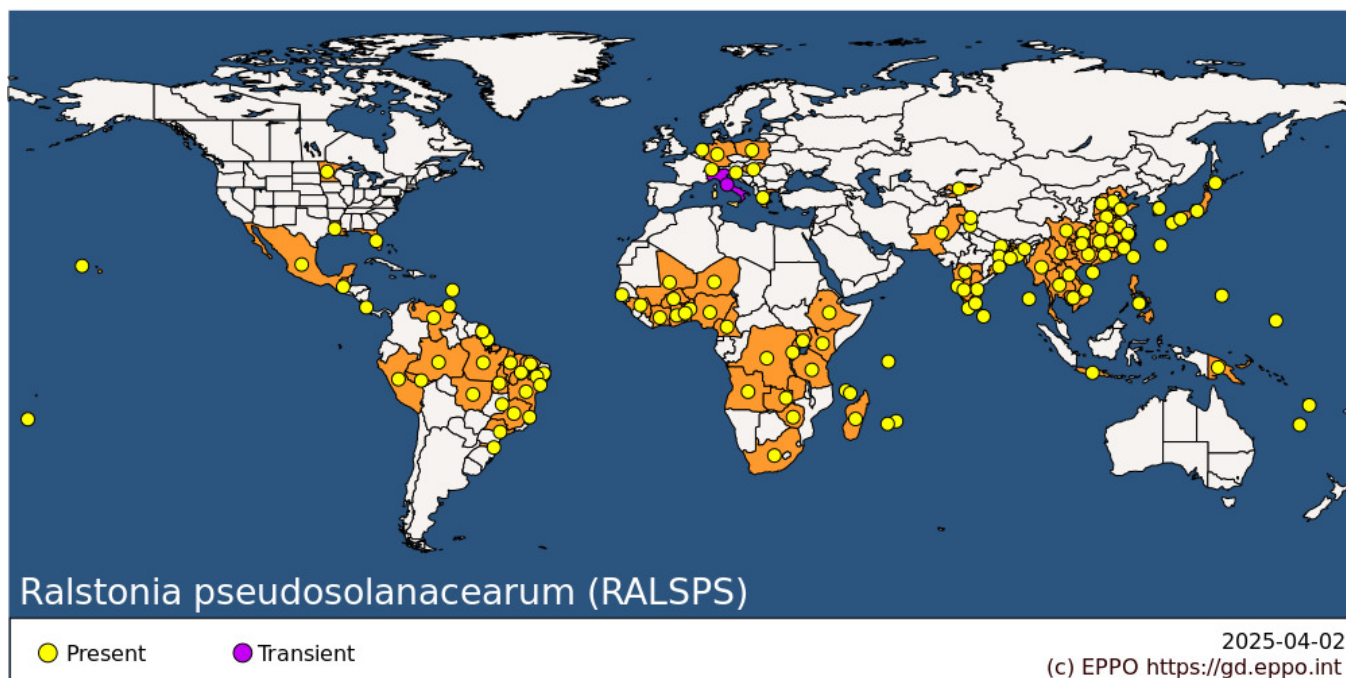 Ralstonia pseudosolanacearum (RALSPS)
Present
Transient
2025-04-02
(c) EPPO https://gd.eppo.int